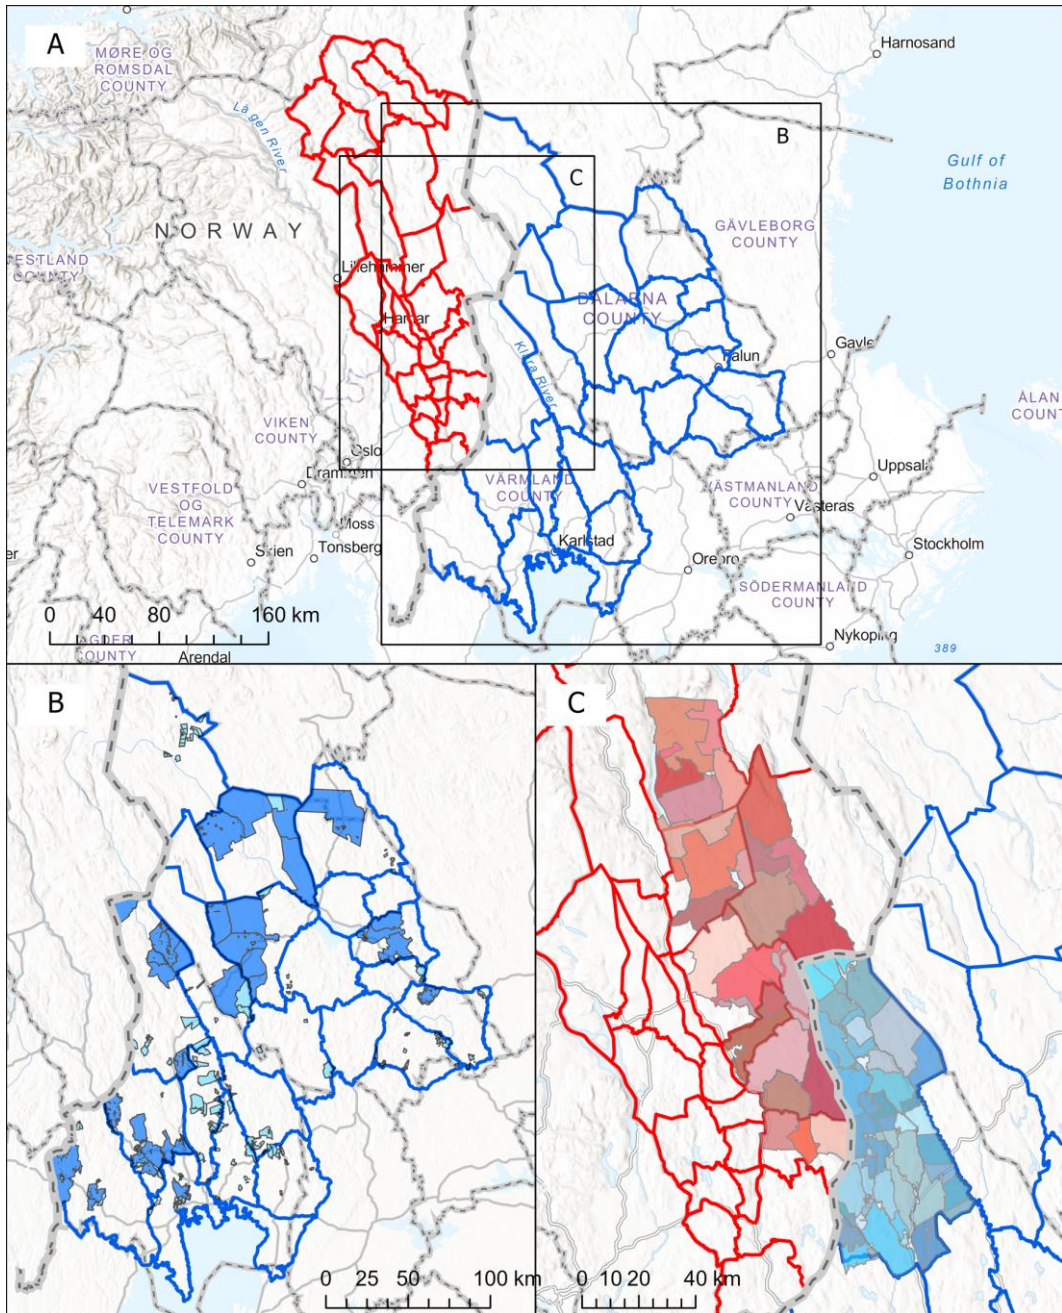 A
MØRE OG
ROMSDAL
COUNTY
Lågen River
Harnosand
B
C
Gulf of
Bothnia
NORWAY
GÄVLEBORG
COUNTY
COUNTY
Lillehammer
DALARNA
COUNTY
Hamar
Klara River
Falun
Gavle
ÅLAN
COUNT
VIKEN
COUNTY
Oslo
Drammen
VÄRMLAND
COUNTY
VÄSTMANLAND
COUNTY
Uppsala
VESTFOLD
OG
TELEMARK
COUNTY
Västeras
Moss
Karlstad
Stockholm
Skien
Tonsberg
Orebro
SÖDERMANLAND
COUNTY
0 40 80 160 km
AGDER
COUNTY
Arendal
Nykoping
389
B
C
0 25 50 100 km
0 10 20 40 km